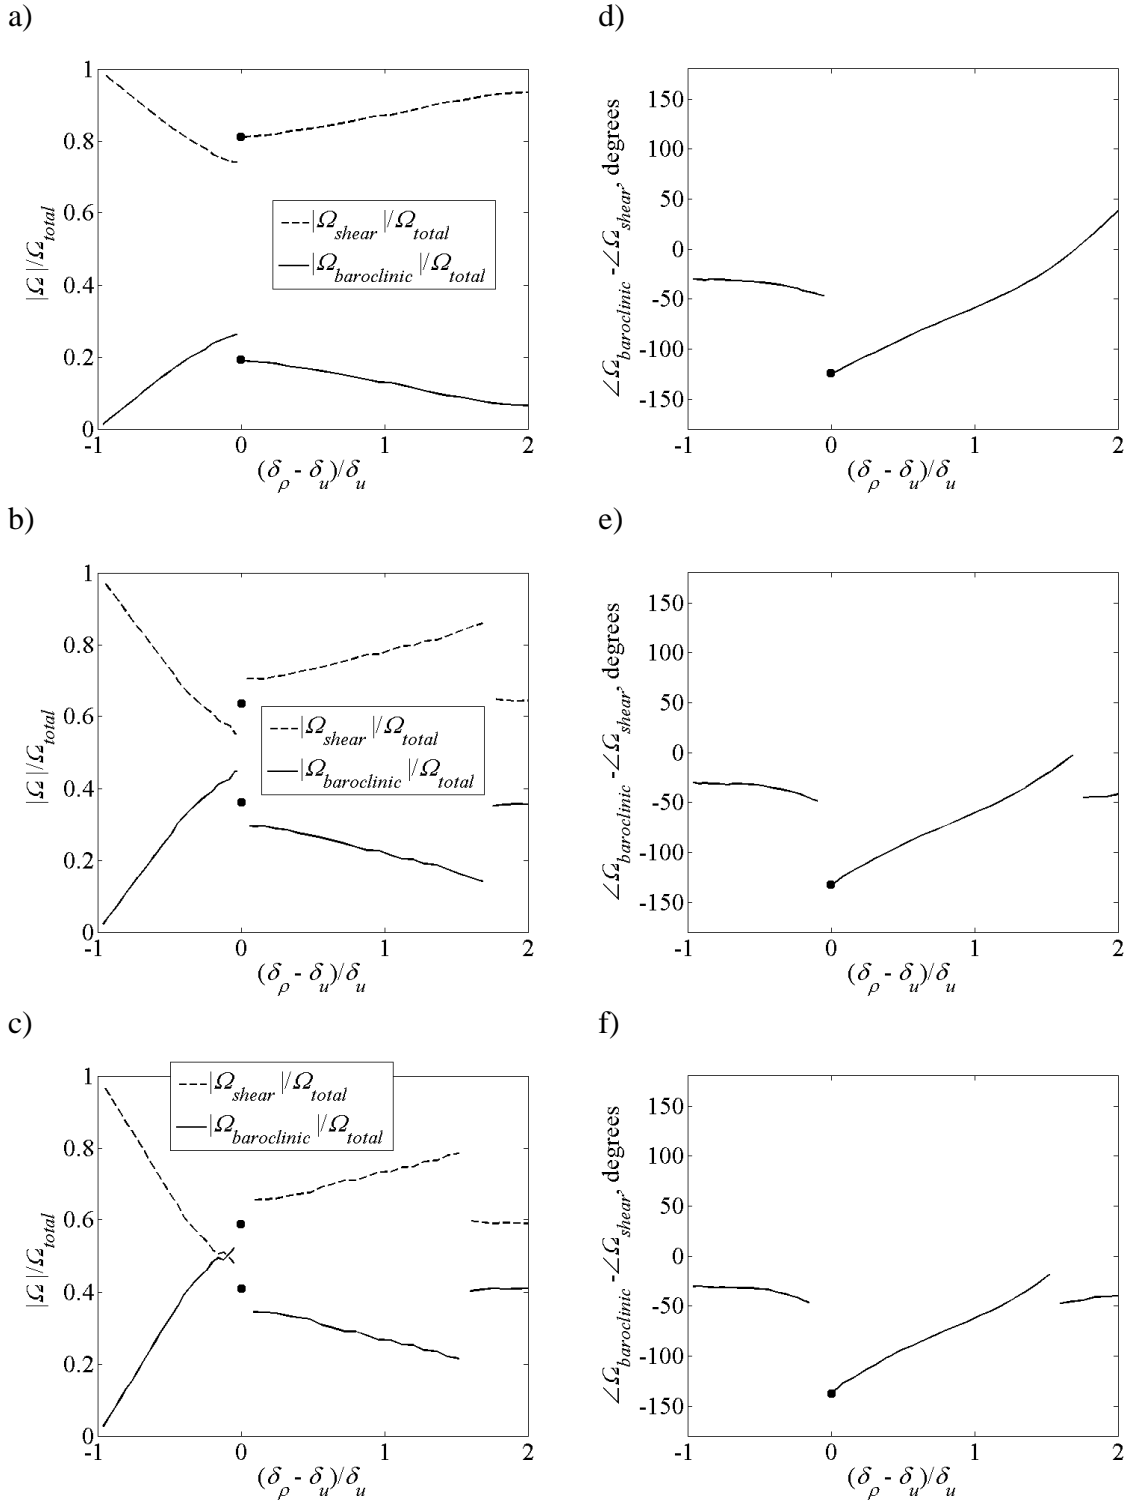 a)
1
0.8
0.6
0.4
0.2
0
-1 0 1 2
|Ω|/Ω_total
|Ω_shear|/Ω_total
|Ω_baroclinic|/Ω_total
(δ_ρ - δ_u)/δ_u
d)
150
100
50
0
-50
-100
-150
-1 0 1 2
∠Ω_baroclinic -∠Ω_shear, degrees
(δ_ρ - δ_u)/δ_u
b)
1
0.8
0.6
0.4
0.2
0
-1 0 1 2
|Ω|/Ω_total
|Ω_shear|/Ω_total
|Ω_baroclinic|/Ω_total
(δ_ρ - δ_u)/δ_u
e)
150
100
50
0
-50
-100
-150
-1 0 1 2
∠Ω_baroclinic -∠Ω_shear, degrees
(δ_ρ - δ_u)/δ_u
c)
1
0.8
0.6
0.4
0.2
0
-1 0 1 2
|Ω|/Ω_total
|Ω_shear|/Ω_total
|Ω_baroclinic|/Ω_total
(δ_ρ - δ_u)/δ_u
f)
150
100
50
0
-50
-100
-150
-1 0 1 2
∠Ω_baroclinic -∠Ω_shear, degrees
(δ_ρ - δ_u)/δ_u